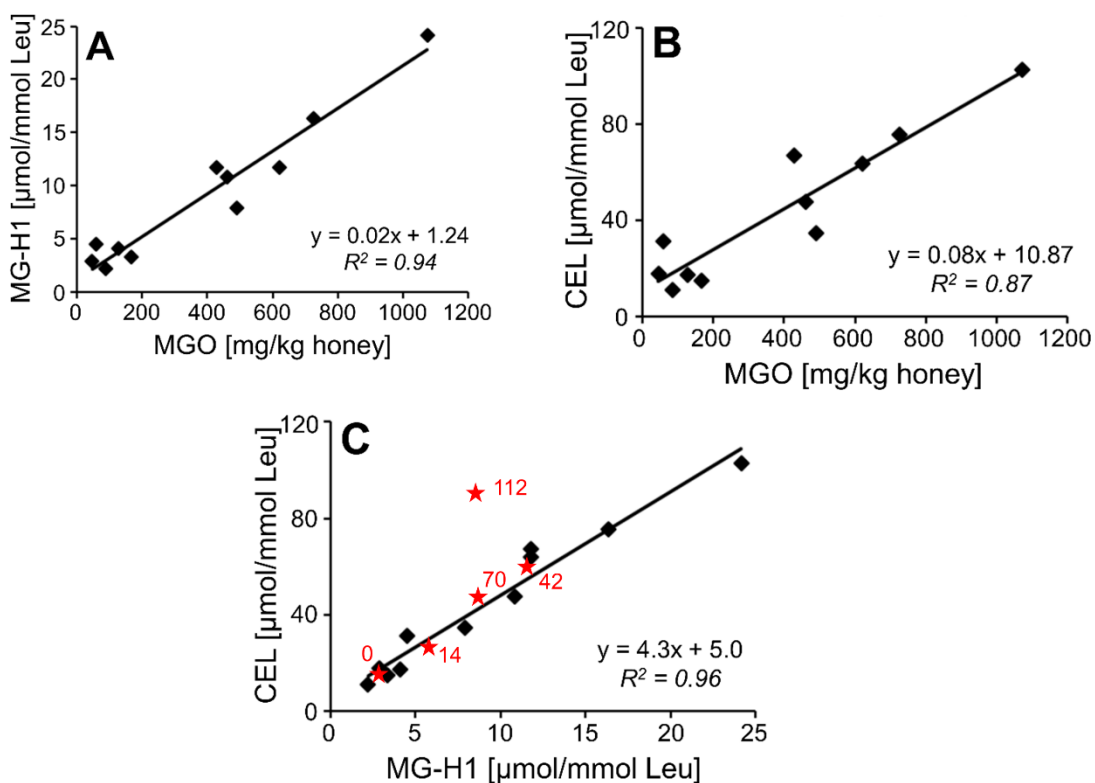 A
25
20
15
10
5
0
MG-H1 [µmol/mmol Leu]
y = 0.02x + 1.24
R² = 0.94
0 200 400 600 800 1000 1200
MGO [mg/kg honey]
B
120
80
40
0
CEL [µmol/mmol Leu]
y = 0.08x + 10.87
R² = 0.87
0 200 400 600 800 1000 1200
MGO [mg/kg honey]
C
120
80
40
0
CEL [µmol/mmol Leu]
112
70
42
0
14
y = 4.3x + 5.0
R² = 0.96
0 5 10 15 20 25
MG-H1 [µmol/mmol Leu]